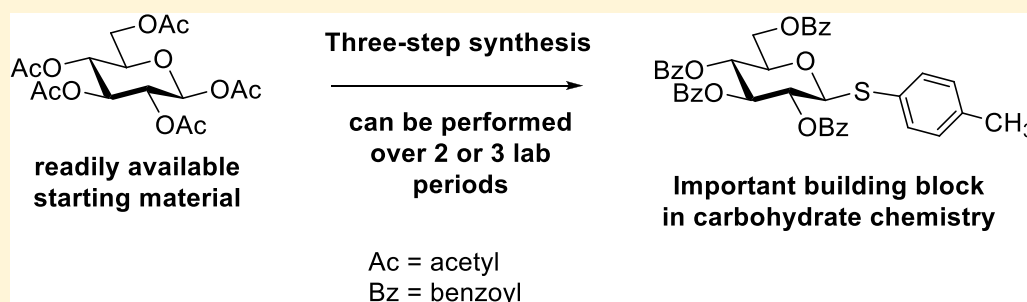 OAc
O
AcO
AcO
OAc
OAc
readily available
starting material
Three-step synthesis
can be performed
over 2 or 3 lab
periods
Ac = acetyl
Bz = benzoyl
OBz
O
BzO
BzO
S
OBz
CH3
Important building block
in carbohydrate chemistry